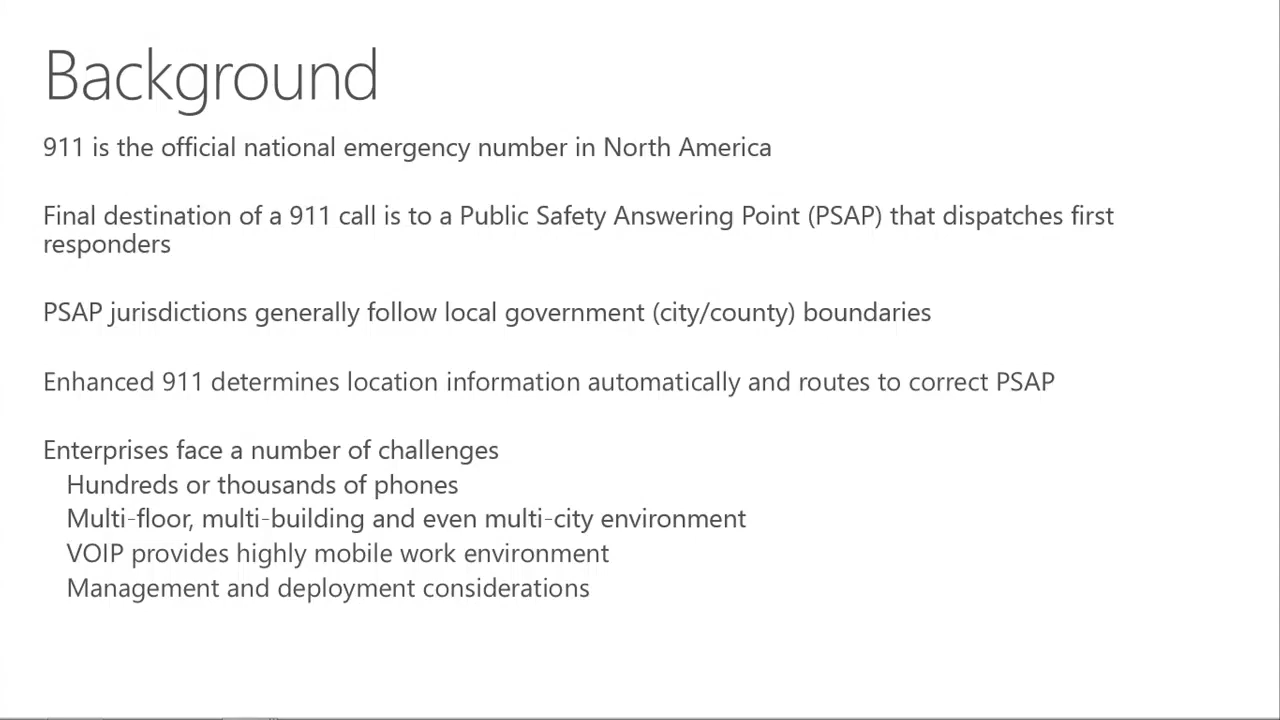 Background
911 is the official national emergency number in North America
Final destination of a 911 call is to a Public Safety Answering Point (PSAP) that dispatches first
responders
PSAP jurisdictions generally follow local government (city/county) boundaries
Enhanced 911 determines location information automatically and routes to correct PSAP
Enterprises face a number of challenges
Hundreds or thousands of phones
Multi-floor, multi-building and even multi-city environment
VOIP provides highly mobile work environment
Management and deployment considerations